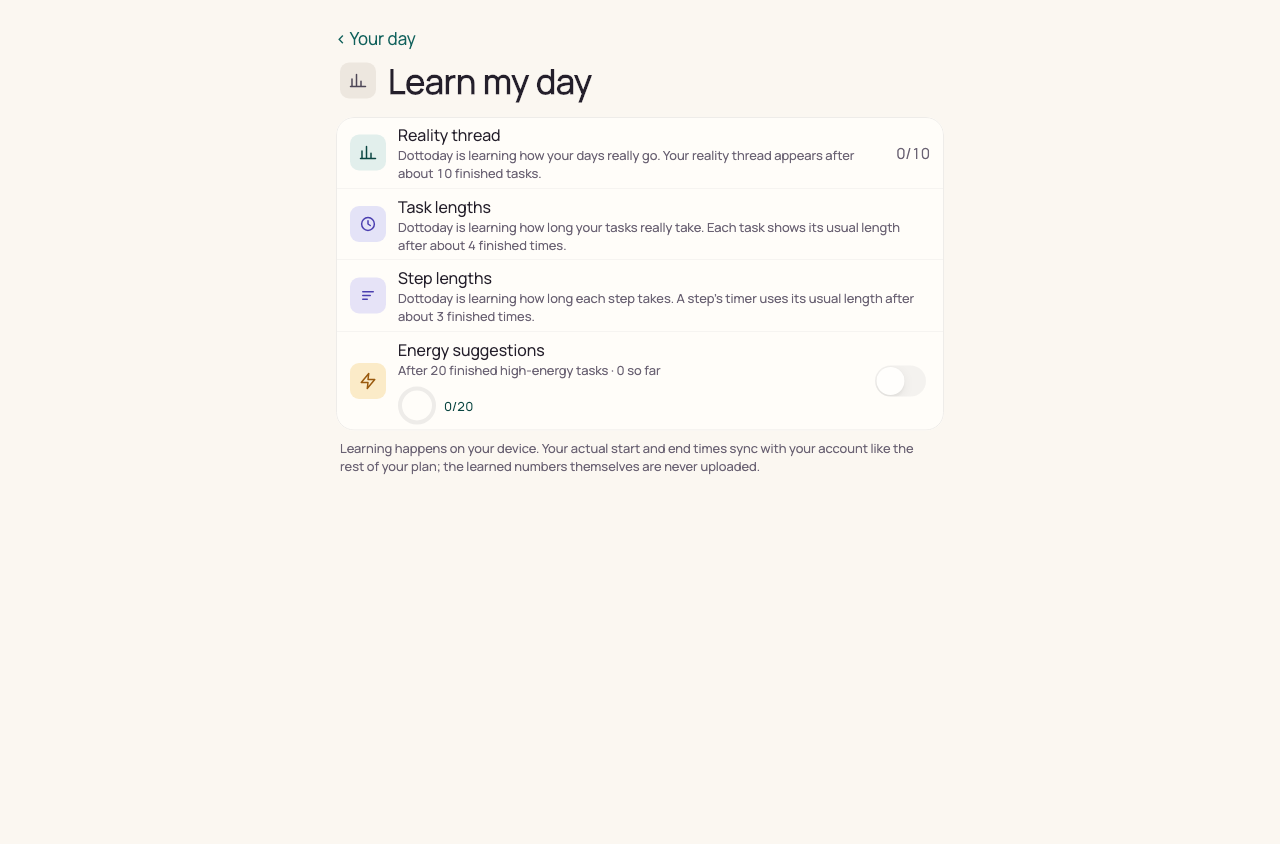 ‹ Your day
Learn my day
Reality thread
Dottoday is learning how your days really go. Your reality thread appears after
about 10 finished tasks.
0/10
Task lengths
Dottoday is learning how long your tasks really take. Each task shows its usual length
after about 4 finished times.
Step lengths
Dottoday is learning how long each step takes. A step's timer uses its usual length after
about 3 finished times.
Energy suggestions
After 20 finished high-energy tasks · 0 so far
0/20
Learning happens on your device. Your actual start and end times sync with your account like the
rest of your plan; the learned numbers themselves are never uploaded.